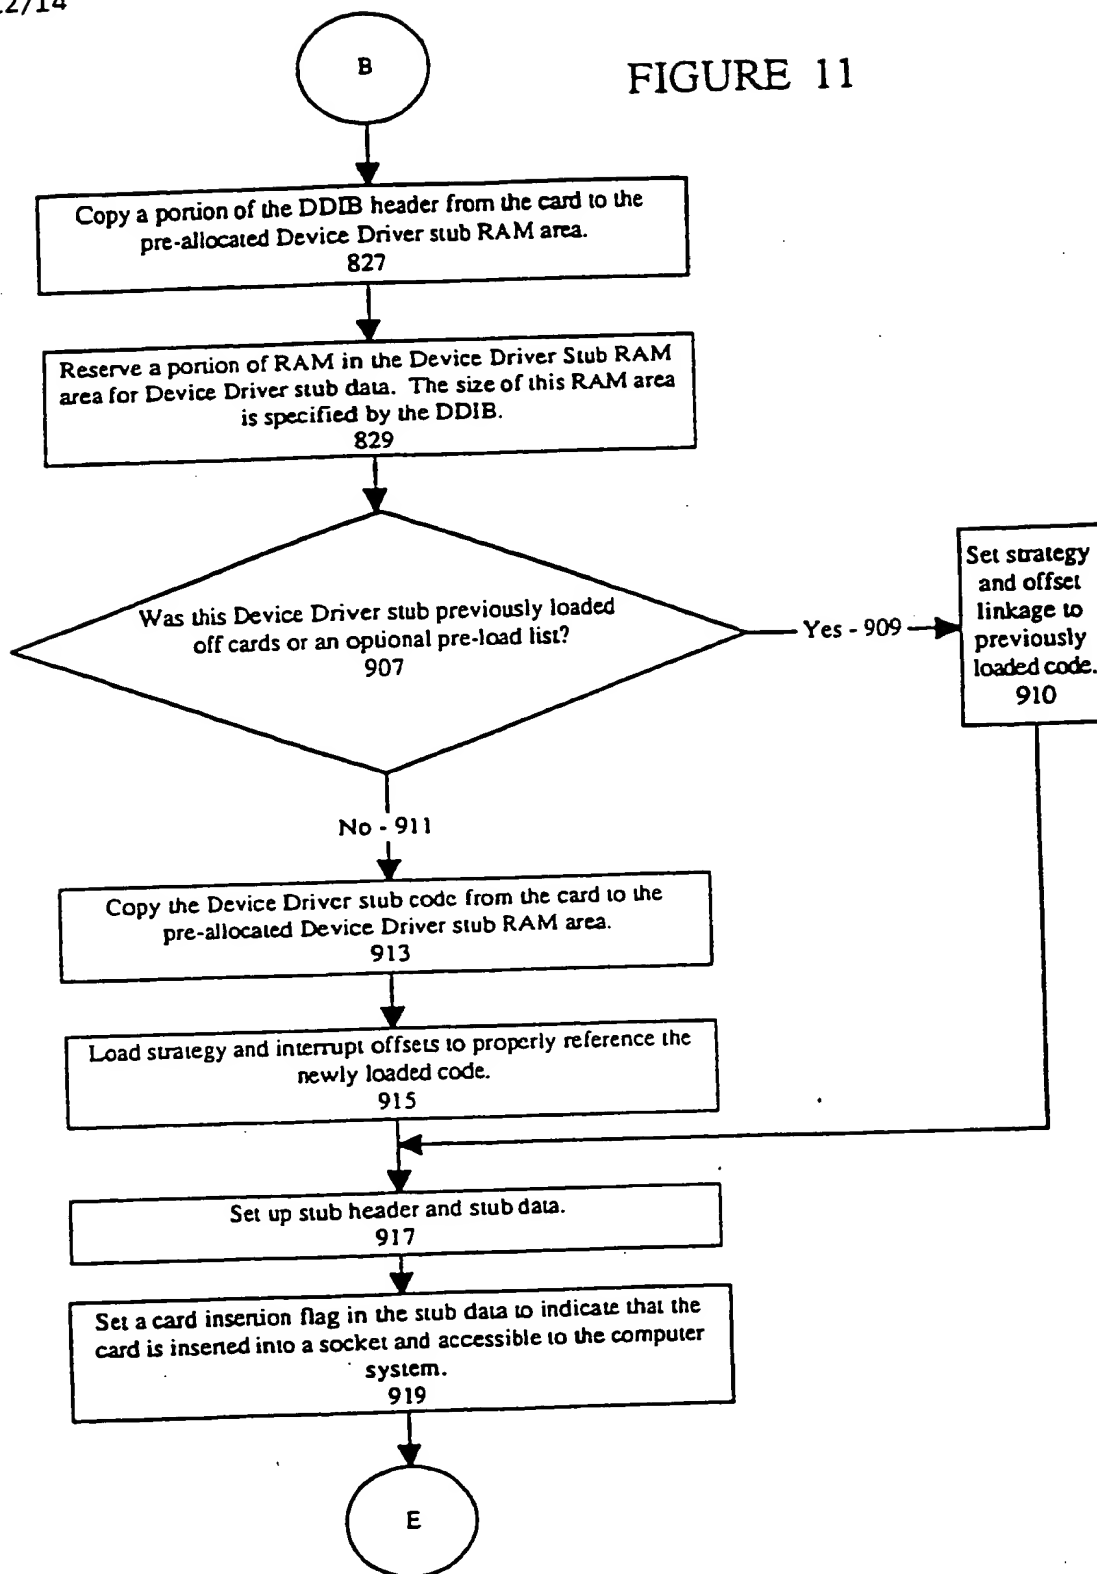 12/14
B
FIGURE 11
Copy a portion of the DDIB header from the card to the
pre-allocated Device Driver stub RAM area.
827
Reserve a portion of RAM in the Device Driver Stub RAM
area for Device Driver stub data. The size of this RAM area
is specified by the DDIB.
829
Was this Device Driver stub previously loaded
off cards or an optional pre-load list?
907
Yes - 909
Set strategy
and offset
linkage to
previously
loaded code.
910
No - 911
Copy the Device Driver stub code from the card to the
pre-allocated Device Driver stub RAM area.
913
Load strategy and interrupt offsets to properly reference the
newly loaded code.
915
Set up stub header and stub data.
917
Set a card insertion flag in the stub data to indicate that the
card is inserted into a socket and accessible to the computer
system.
919
E